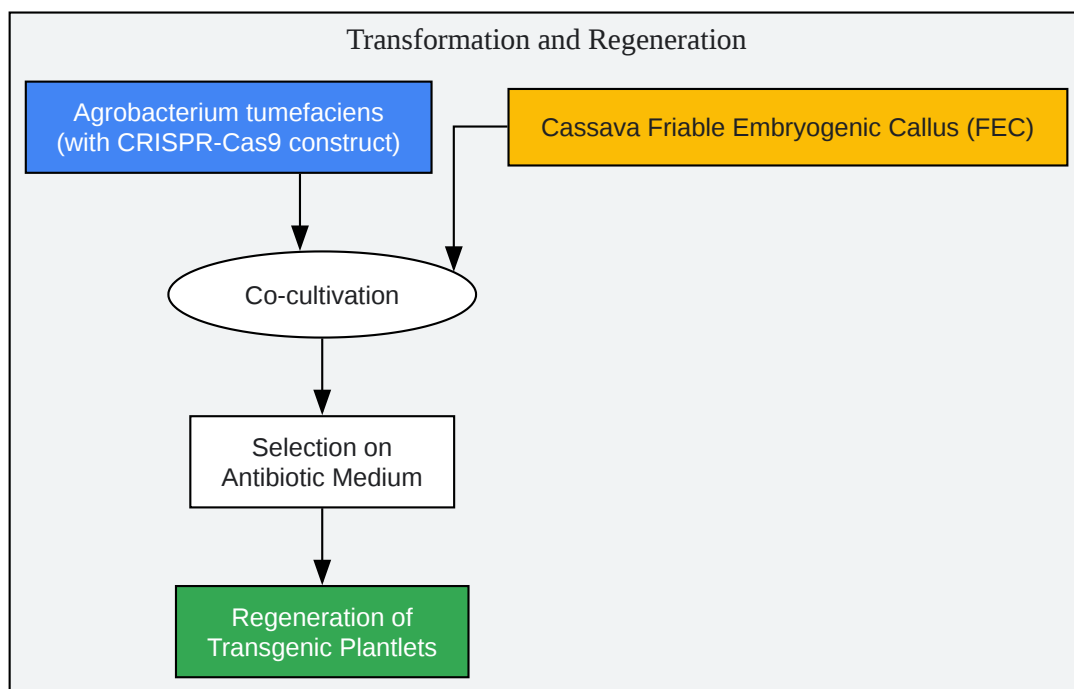 Transformation and Regeneration
Agrobacterium tumefaciens
(with CRISPR-Cas9 construct)
Cassava Friable Embryogenic Callus (FEC)
Co-cultivation
Selection on
Antibiotic Medium
Regeneration of
Transgenic Plantlets